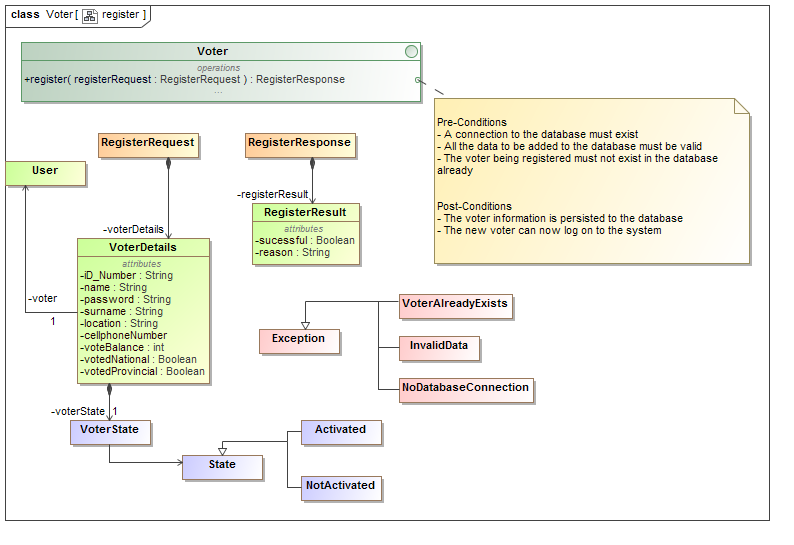 class Voter [ register ]
Voter
operations
+register( registerRequest : RegisterRequest ) : RegisterResponse
...
Pre-Conditions
- A connection to the database must exist
- All the data to be added to the database must be valid
- The voter being registered must not exist in the database
already
Post-Conditions
- The voter information is persisted to the database
- The new voter can now log on to the system
RegisterRequest
RegisterResponse
User
-registerResult
RegisterResult
attributes
-sucessful : Boolean
-reason : String
-voterDetails
VoterDetails
attributes
-iD_Number : String
-name : String
-password : String
-surname : String
-location : String
-cellphoneNumber
-voteBalance : int
-votedNational : Boolean
-votedProvincial : Boolean
-voter
1
VoterAlreadyExists
Exception
InvalidData
NoDatabaseConnection
-voterState 1
VoterState
Activated
State
NotActivated